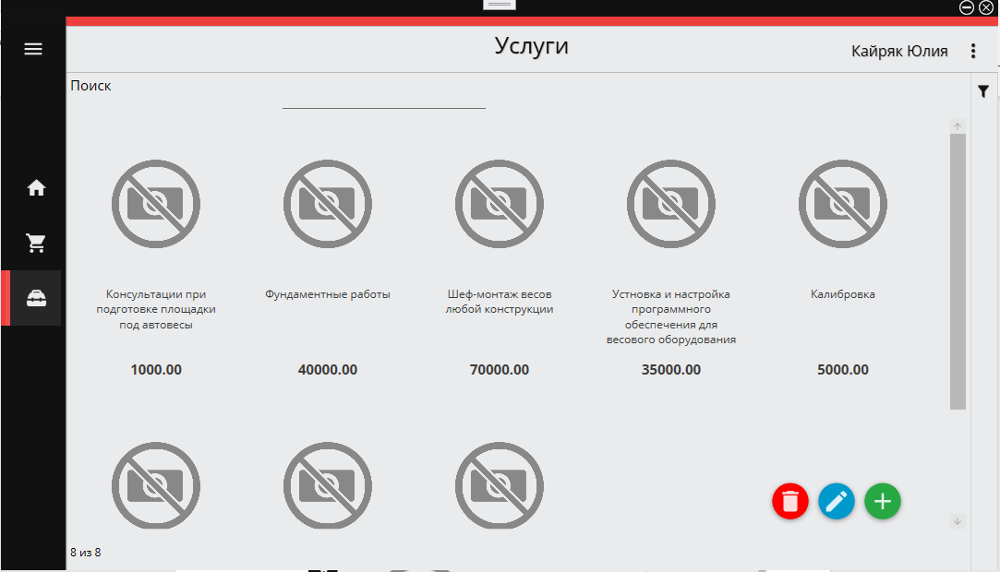 Услуги
Кайряк Юлия
Поиск
Консультации при
подготовке площадки
под автовесы
1000.00
Фундаментные работы
40000.00
Шеф-монтаж весов
любой конструкции
70000.00
Устновка и настройка
программного
обеспечения для
весового оборудования
35000.00
Калибровка
5000.00
8 из 8